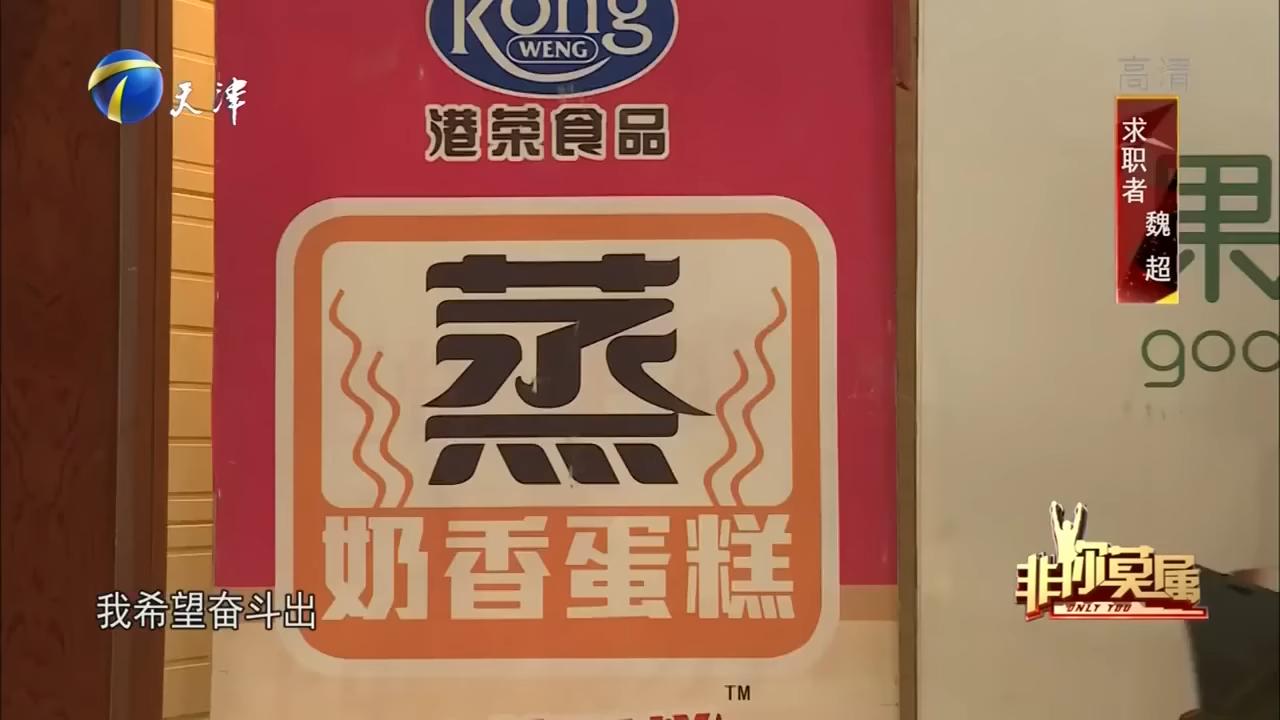 Kong
WENG
港荣食品
天津
高清
求职者
魏超
果
goo
蒸
奶香蛋糕
我希望奋斗出
非你莫属
ONLY YOU
TM